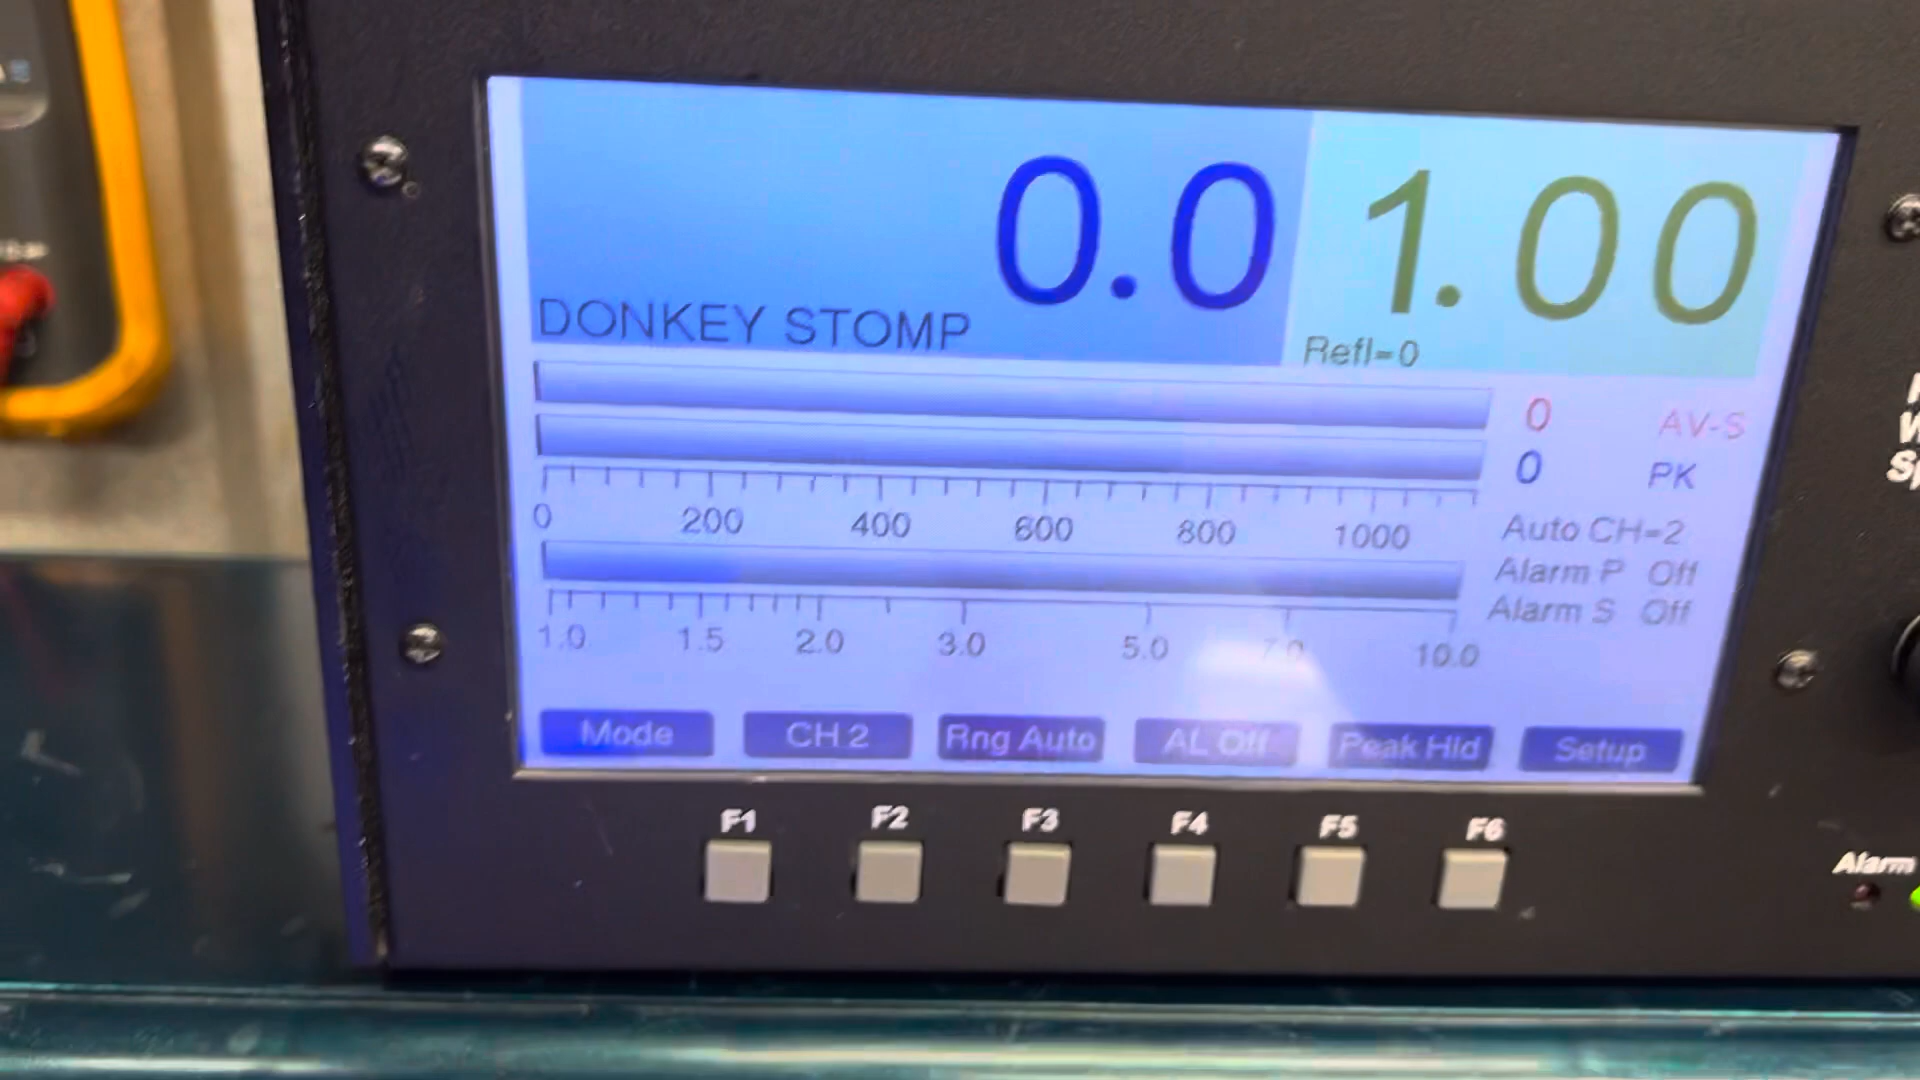 0.0
1.00
DONKEY STOMP
Refl=0
0 AV-S
0 PK
0 200 400 600 800 1000
Auto CH=2
Alarm P Off
Alarm S Off
1.0 1.5 2.0 3.0 5.0 7.0 10.0
Mode CH 2 Rng Auto AL Off Peak Hld Setup
F1 F2 F3 F4 F5 F6
Alarm